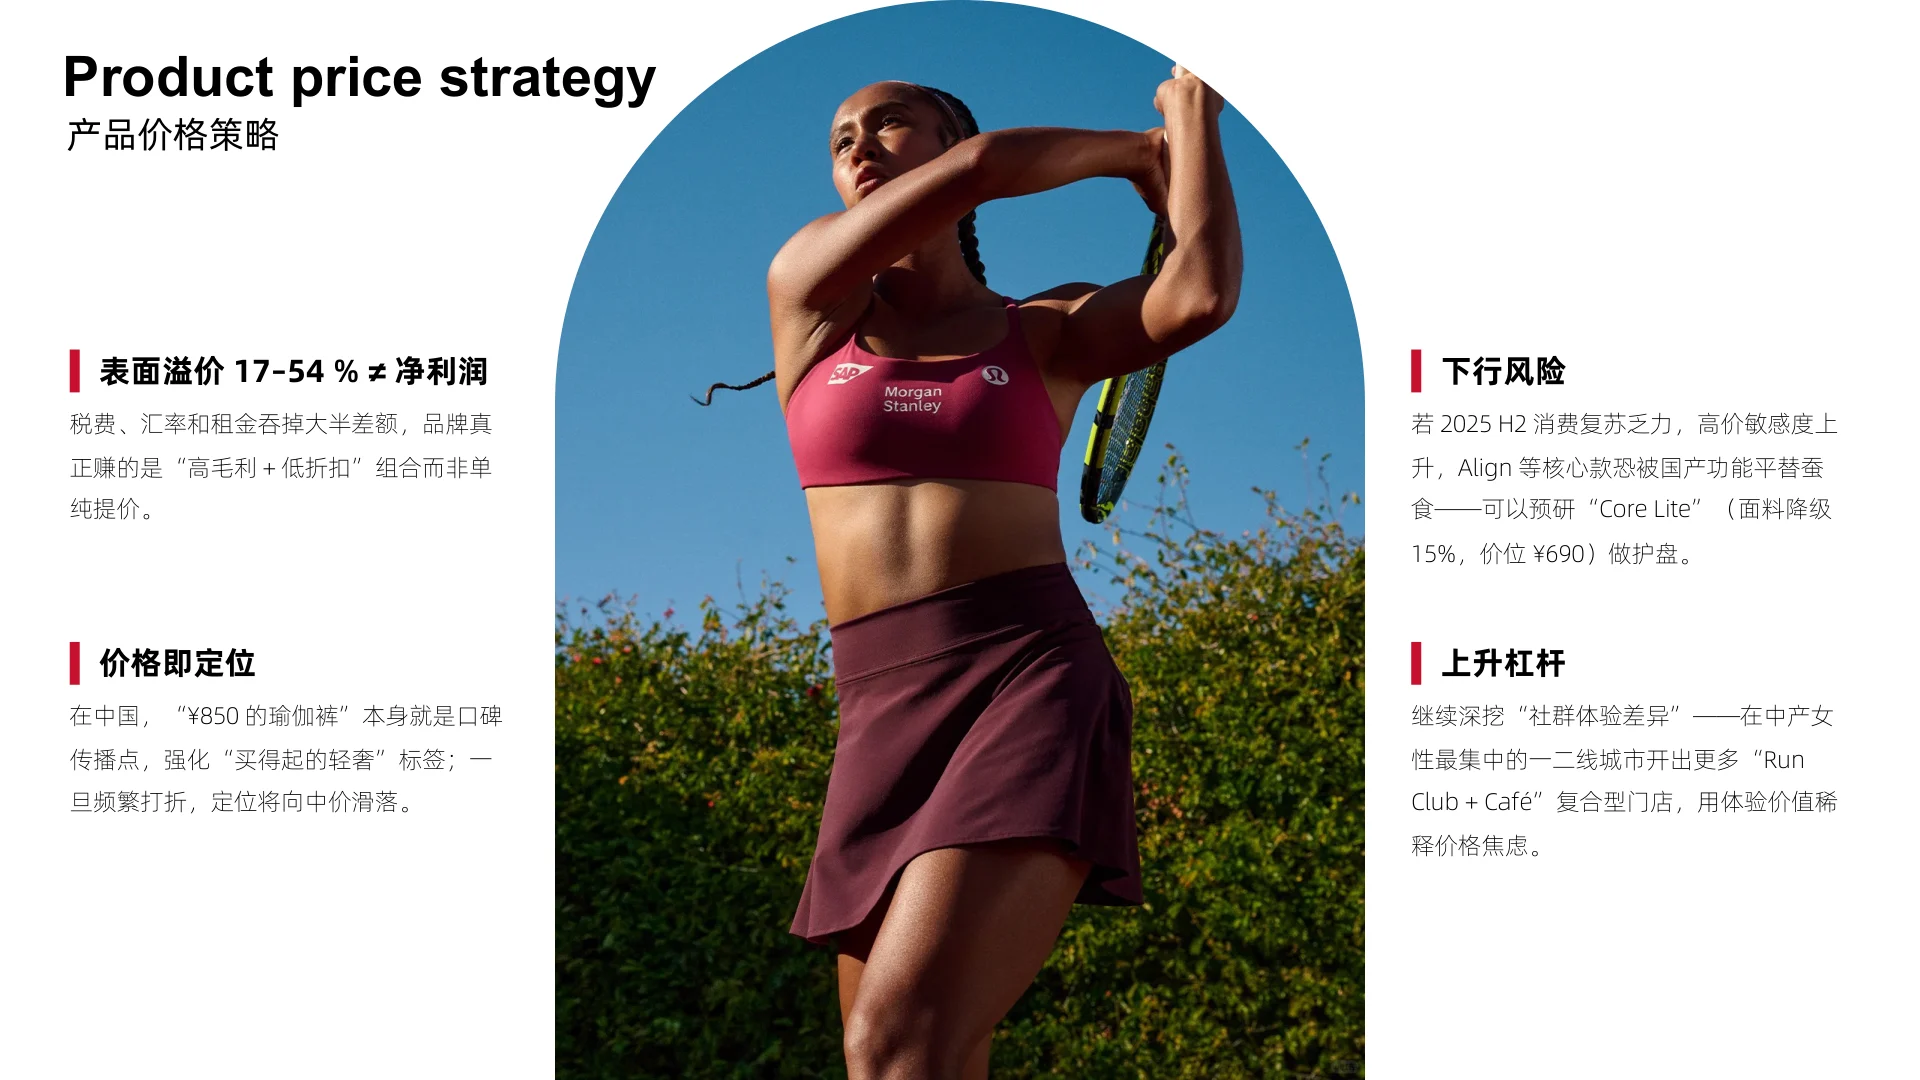 Product price strategy
产品价格策略
表面溢价 17–54 % ≠ 净利润
税费、汇率和租金吞掉大半差额，品牌真
正赚的是“高毛利 + 低折扣”组合而非单
纯提价。
价格即定位
在中国，“¥850 的瑜伽裤”本身就是口碑
传播点，强化“买得起的轻奢”标签；一
旦频繁打折，定位将向中价滑落。
SAP
Morgan
Stanley
下行风险
若 2025 H2 消费复苏乏力，高价敏感度上
升，Align 等核心款恐被国产功能平替蚕
食——可以预研“Core Lite”（面料降级
15%，价位 ¥690）做护盘。
上升杠杆
继续深挖“社群体验差异”——在中产女
性最集中的一二线城市开出更多“Run
Club + Café”复合型门店，用体验价值稀
释价格焦虑。